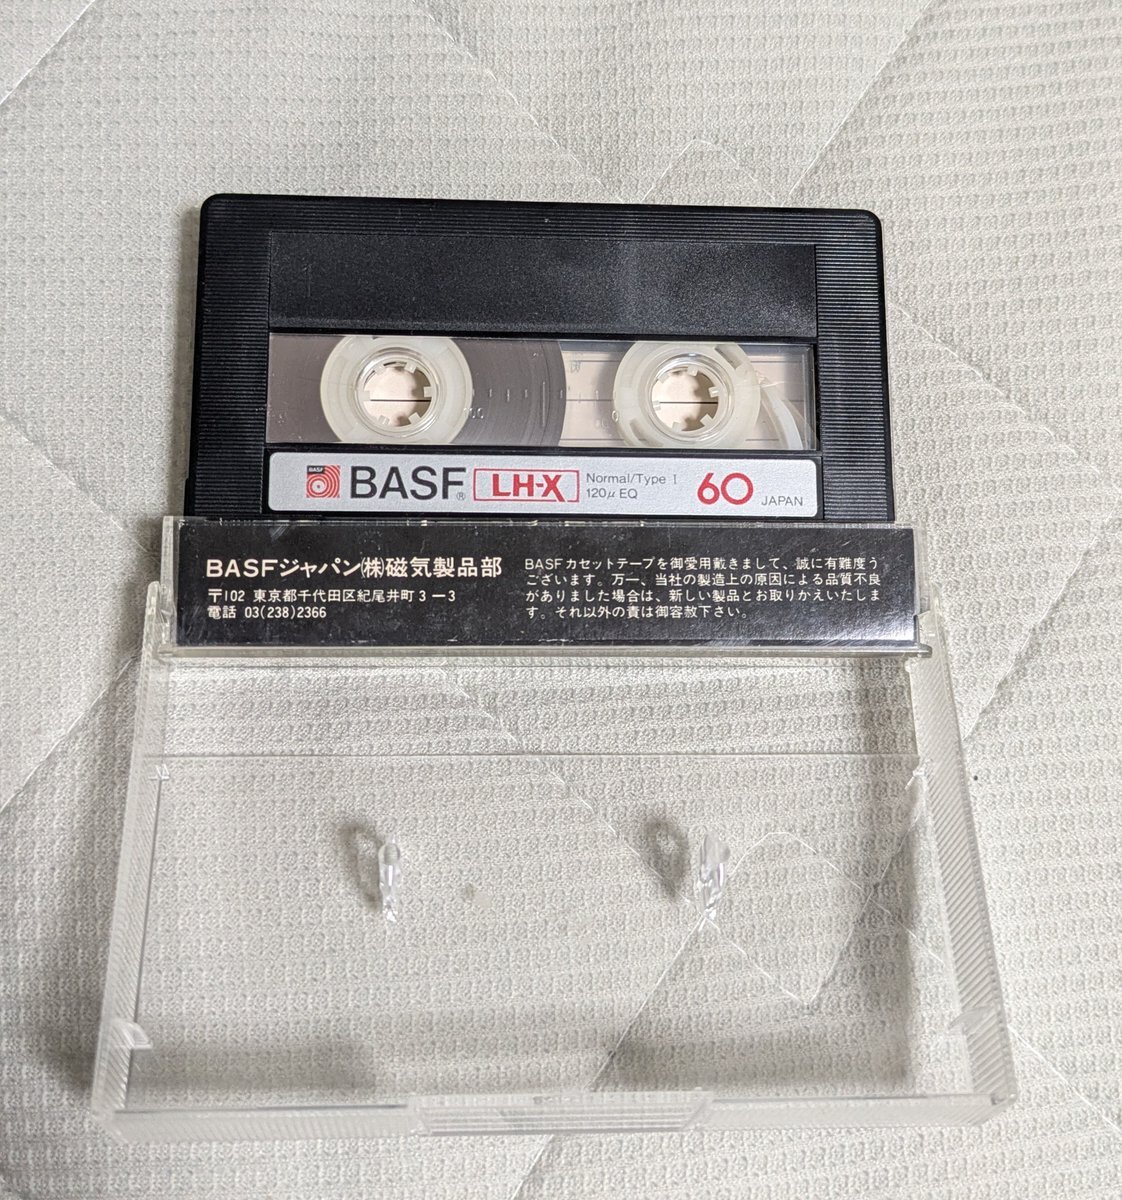 BASF
BASF® LH-X Normal/Type I 60 JAPAN
120μ EQ
100
0
BASFジャパン㈱磁気製品部
〒102 東京都千代田区紀尾井町3-3
電話 03(238)2366
BASFカセットテープを御愛用戴きまして、誠に有難度う
ございます。万一、当社の製造上の原因による品質不良
がありました場合は、新しい製品とお取りかえいたしま
す。それ以外の責は御容赦下さい。